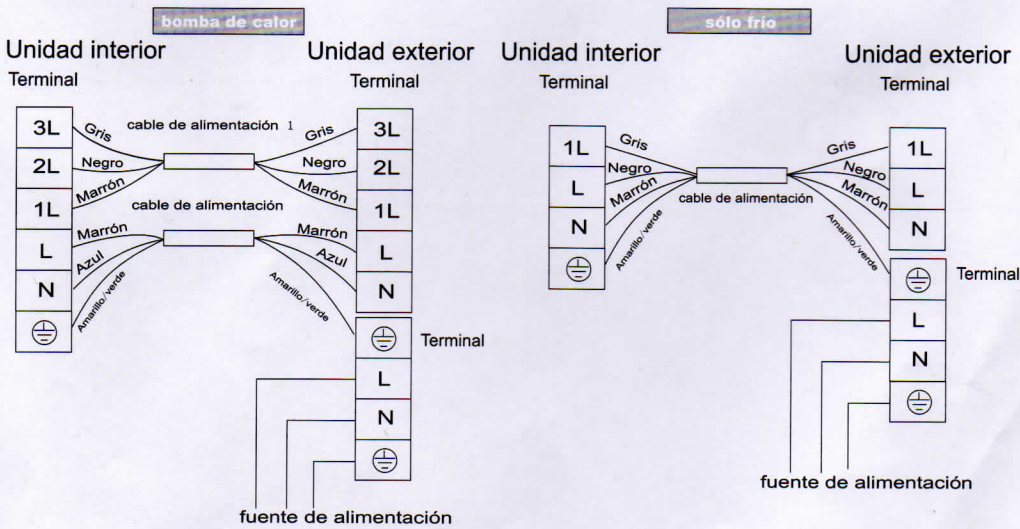 bomba de calor
Unidad interior
Unidad exterior
Terminal
Terminal
3L
2L
1L
L
N
Gris
Negro
Marrón
cable de alimentación 1
Gris
Negro
Marrón
cable de alimentación
Marrón
Azul
Amarillo/verde
Marrón
Azul
Amarillo/verde
3L
2L
1L
L
N
Terminal
L
N
fuente de alimentación
sólo frío
Unidad interior
Unidad exterior
Terminal
Terminal
1L
L
N
Gris
Negro
Marrón
Amarillo/verde
cable de alimentación
Gris
Negro
Marrón
Amarillo/verde
1L
L
N
Terminal
L
N
fuente de alimentación